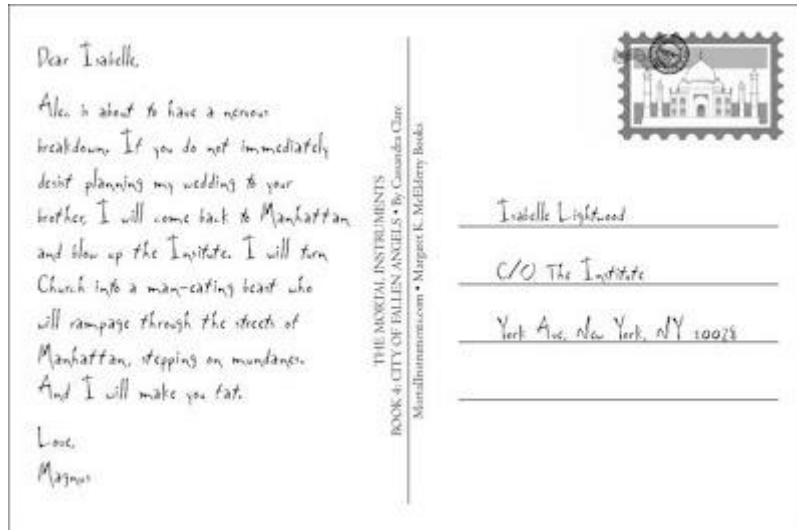 Dear Isabelle,
Alec is about to have a nervous
breakdown. If you do not immediately
desist planning my wedding to your
brother, I will come back to Manhattan
and blow up the Insitute. I will turn
Church into a man-eating beast who
will rampage through the streets of
Manhattan, stepping on mundanes.
And I will make you fat.
Love,
Magnus
THE MORTAL INSTRUMENTS
BOOK 4: CITY OF FALLEN ANGELS • By Cassandra Clare
MortalInstruments.com • Margaret K. McElderry Books
Isabelle Lightwood
C/O The Institute
York Ave, New York, NY 10028